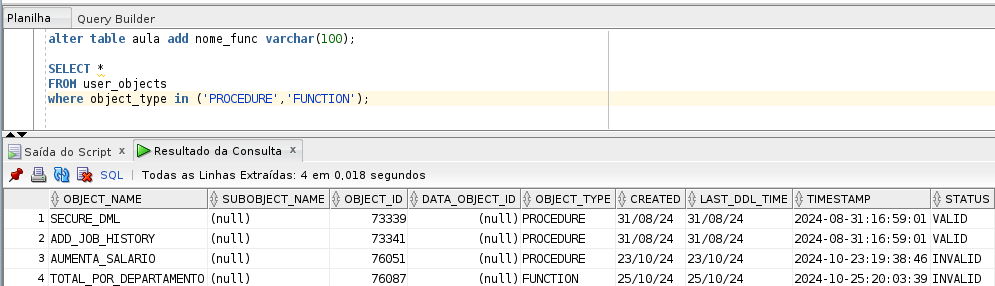 Planilha Query Builder
alter table aula add nome_func varchar(100);
SELECT *
FROM user_objects
where object_type in ('PROCEDURE','FUNCTION');
Saída do Script x Resultado da Consulta x
SQL | Todas as Linhas Extraídas: 4 em 0,018 segundos
OBJECT_NAME SUBOBJECT_NAME OBJECT_ID DATA_OBJECT_ID OBJECT_TYPE CREATED LAST_DDL_TIME TIMESTAMP STATUS
1 SECURE_DML (null) 73339 (null) PROCEDURE 31/08/24 31/08/24 2024-08-31:16:59:01 VALID
2 ADD_JOB_HISTORY (null) 73341 (null) PROCEDURE 31/08/24 31/08/24 2024-08-31:16:59:01 VALID
3 AUMENTA_SALARIO (null) 76051 (null) PROCEDURE 23/10/24 23/10/24 2024-10-23:19:38:46 INVALID
4 TOTAL_POR_DEPARTAMENTO (null) 76087 (null) FUNCTION 25/10/24 25/10/24 2024-10-25:20:03:39 INVALID